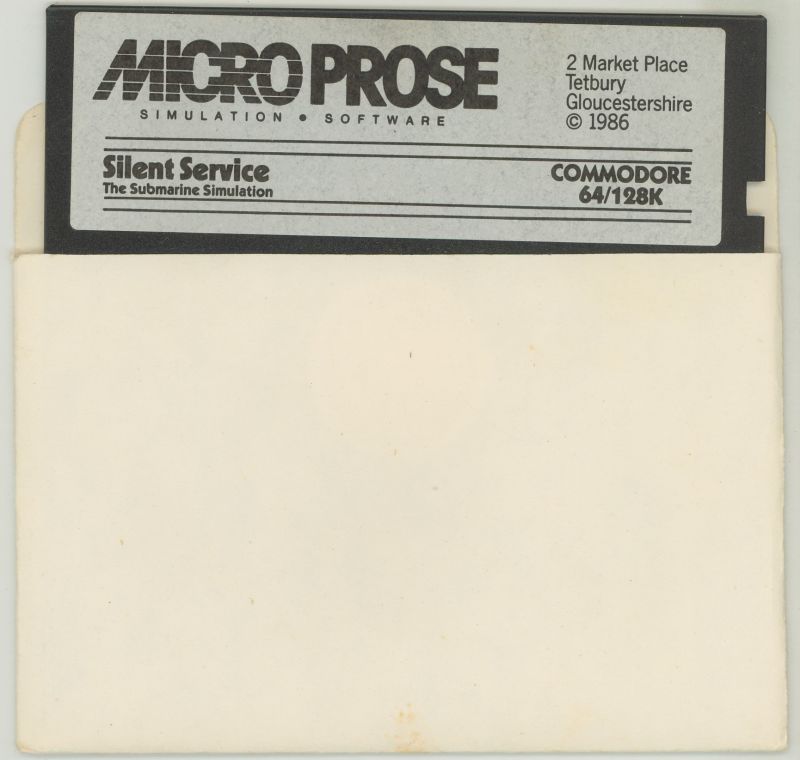 MICRO PROSE
SIMULATION • SOFTWARE
2 Market Place
Tetbury
Gloucestershire
© 1986
Silent Service
The Submarine Simulation
COMMODORE
64/128K